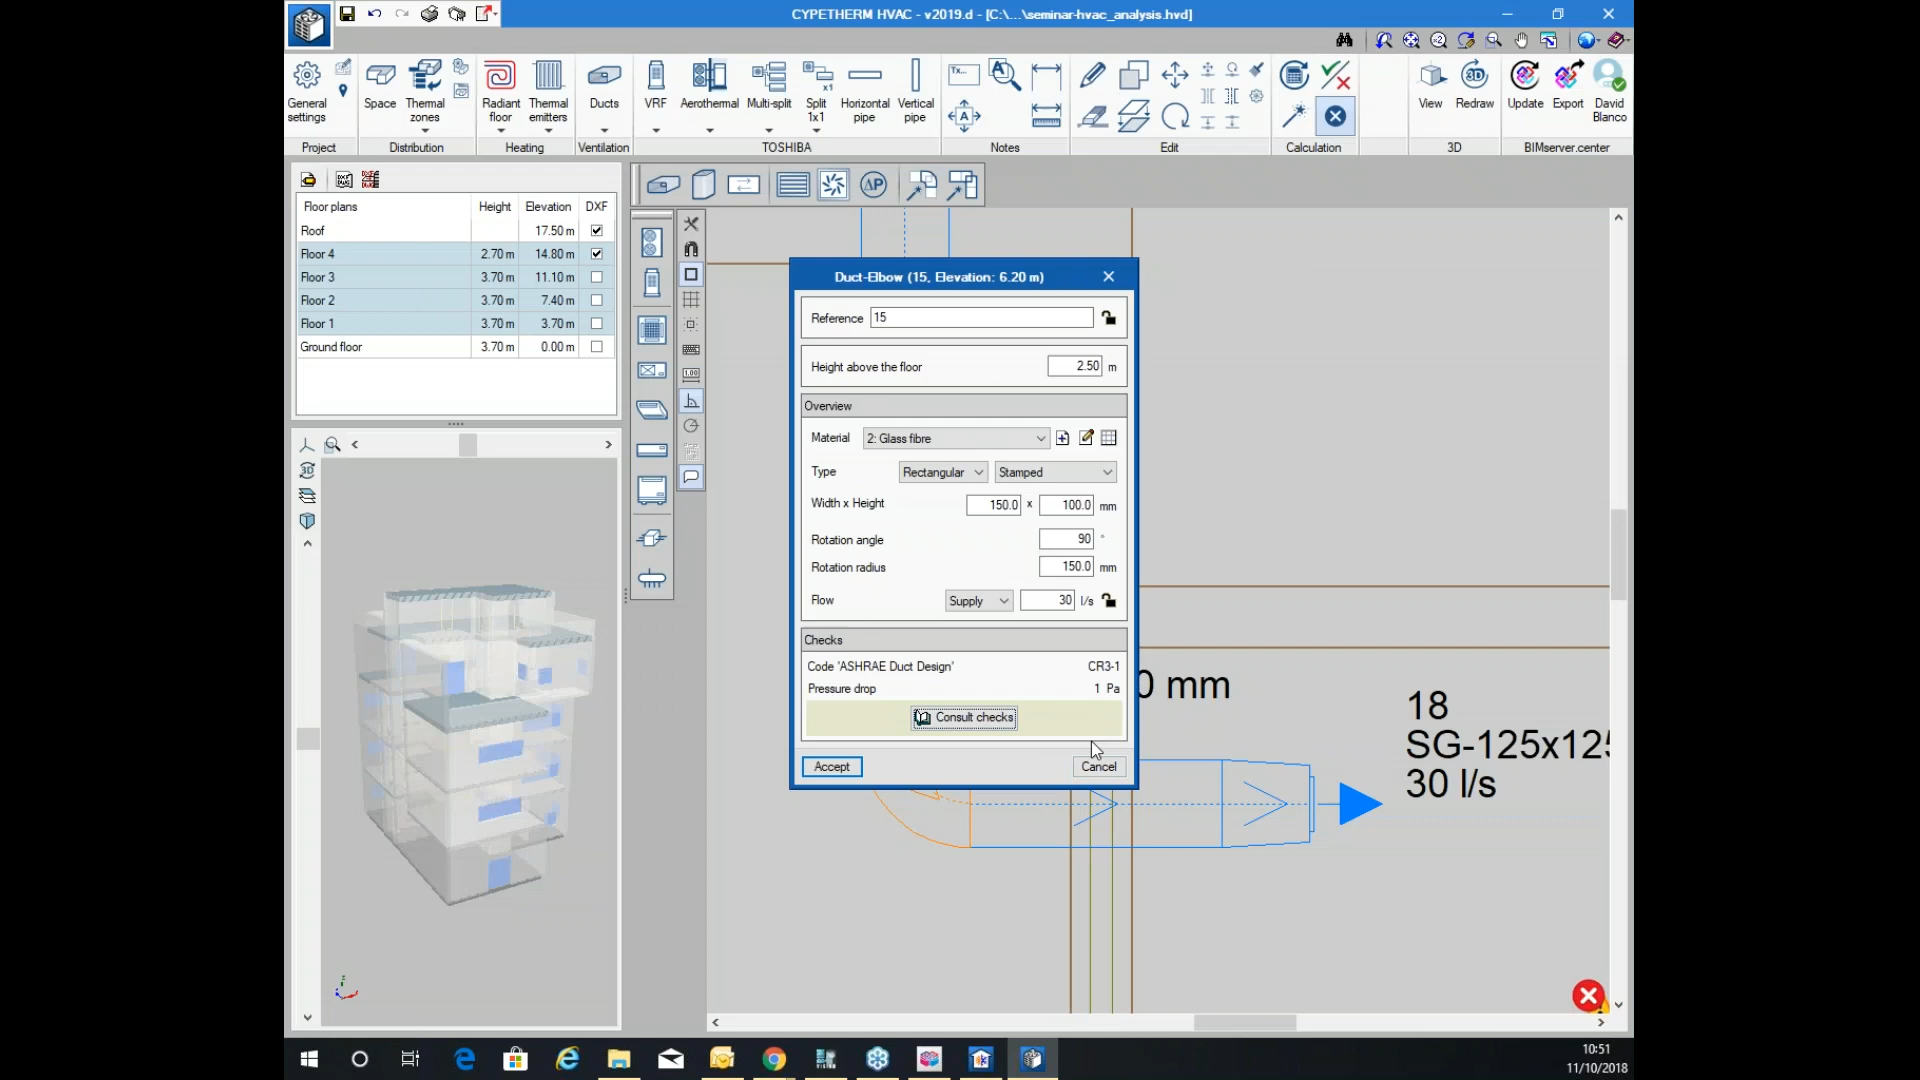 CYPETHERM HVAC - v2019.d - [C:\...\seminar-hvac_analysis.hvd]
General settings
Space
Thermal zones
Radiant floor
Thermal emitters
Ducts
VRF
Aerothermal
Multi-split
Split 1x1
Horizontal pipe
Vertical pipe
View
Redraw
Update
Export
David Blanco
Project
Distribution
Heating
Ventilation
TOSHIBA
Notes
Edit
Calculation
3D
BIMserver.center
Floor plans Height Elevation DXF
Roof 17.50 m
Floor 4 2.70 m 14.80 m
Floor 3 3.70 m 11.10 m
Floor 2 3.70 m 7.40 m
Floor 1 3.70 m 3.70 m
Ground floor 3.70 m 0.00 m
Duct-Elbow (15, Elevation: 6.20 m)
Reference 15
Height above the floor 2.50 m
Overview
Material 2: Glass fibre
Type Rectangular Stamped
Width x Height 150.0 x 100.0 mm
Rotation angle 90 °
Rotation radius 150.0 mm
Flow Supply 30 l/s
Checks
Code 'ASHRAE Duct Design' CR3-1
Pressure drop 1 Pa
Consult checks
Accept Cancel
0 mm
18
SG-125x125
30 l/s
10:51
11/10/2018